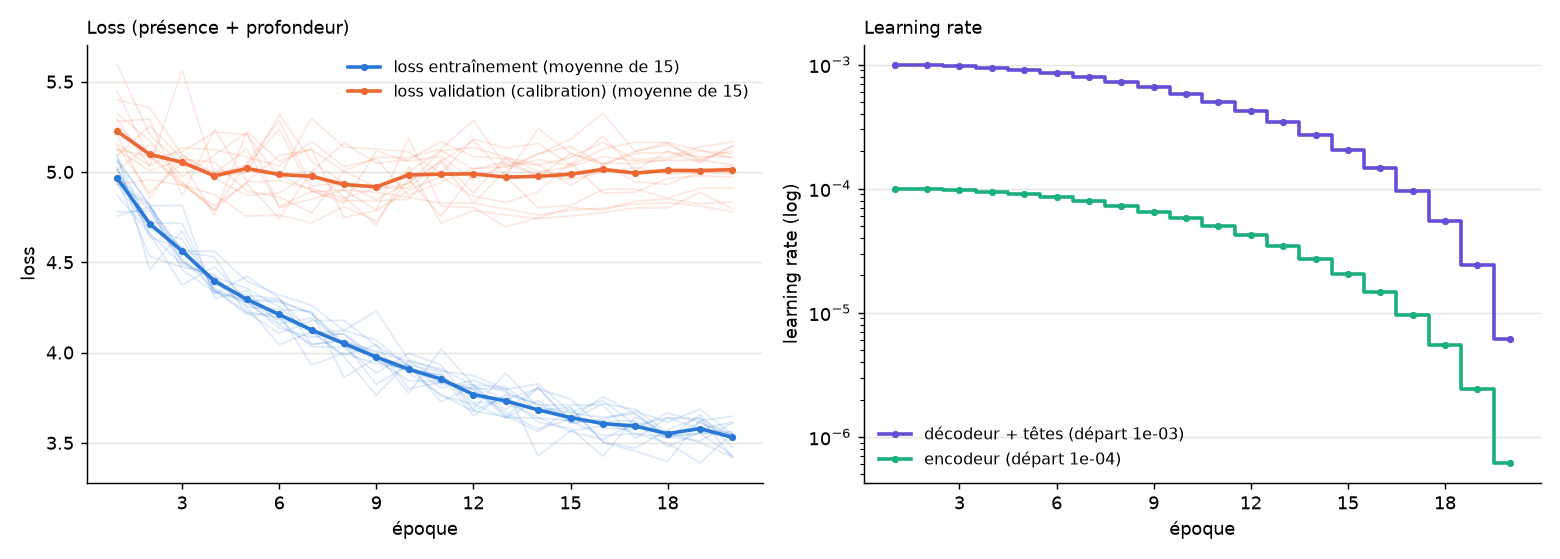 Loss (présence + profondeur)
loss entraînement (moyenne de 15)
loss validation (calibration) (moyenne de 15)
5.5
5.0
4.5
4.0
3.5
loss
3
6
9
12
15
18
époque
Learning rate
10⁻³
10⁻⁴
10⁻⁵
10⁻⁶
learning rate (log)
décodeur + têtes (départ 1e-03)
encodeur (départ 1e-04)
3
6
9
12
15
18
époque